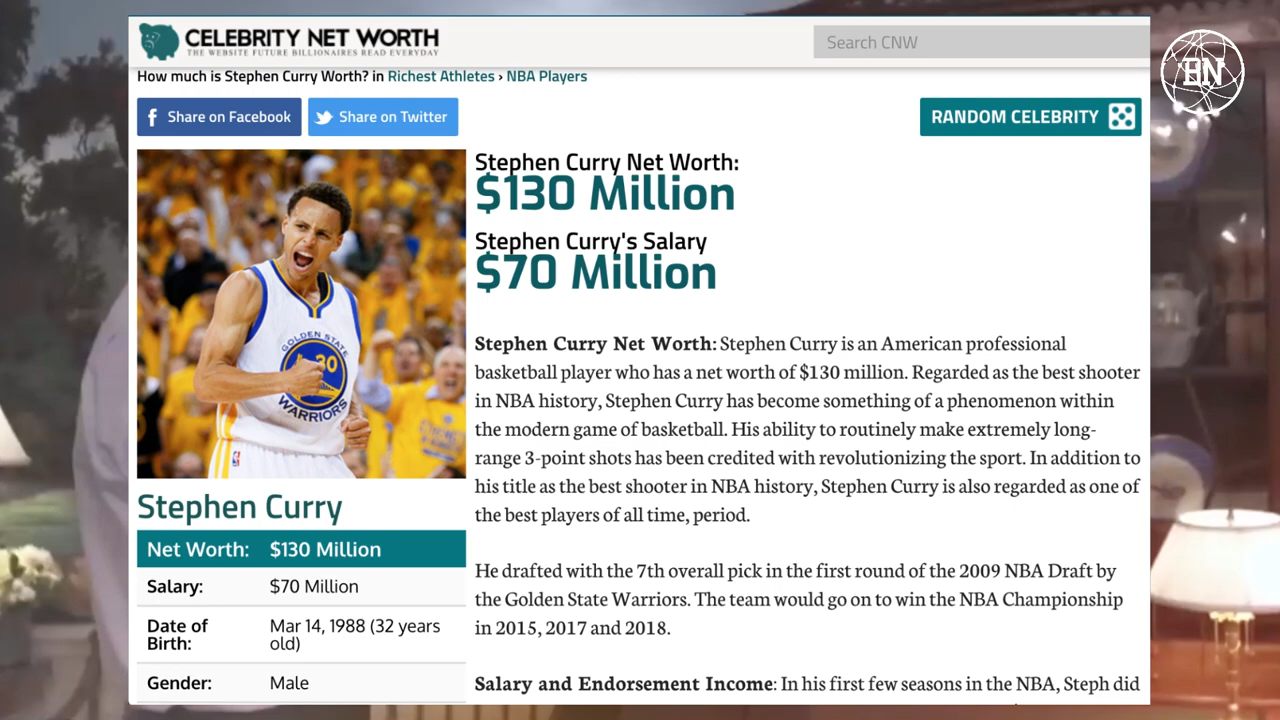 CELEBRITY NET WORTH
THE WEBSITE FUTURE BILLIONAIRES READ EVERYDAY
Search CNW
BN
How much is Stephen Curry Worth? in Richest Athletes › NBA Players
f Share on Facebook
Share on Twitter
RANDOM CELEBRITY
GOLDEN STATE
30
WARRIORS
Stephen Curry Net Worth:
$130 Million
Stephen Curry's Salary
$70 Million
Stephen Curry Net Worth: Stephen Curry is an American professional
basketball player who has a net worth of $130 million. Regarded as the best shooter
in NBA history, Stephen Curry has become something of a phenomenon within
the modern game of basketball. His ability to routinely make extremely long-
range 3-point shots has been credited with revolutionizing the sport. In addition to
his title as the best shooter in NBA history, Stephen Curry is also regarded as one of
the best players of all time, period.
He drafted with the 7th overall pick in the first round of the 2009 NBA Draft by
the Golden State Warriors. The team would go on to win the NBA Championship
in 2015, 2017 and 2018.
Salary and Endorsement Income: In his first few seasons in the NBA, Steph did
Stephen Curry
Net Worth: $130 Million
Salary: $70 Million
Date of Birth: Mar 14, 1988 (32 years
old)
Gender: Male